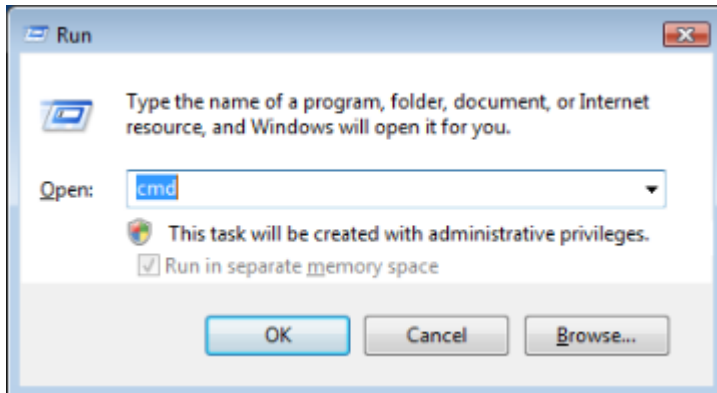 Run
Type the name of a program, folder, document, or Internet
resource, and Windows will open it for you.
Open: cmd
This task will be created with administrative privileges.
Run in separate memory space
OK Cancel Browse...